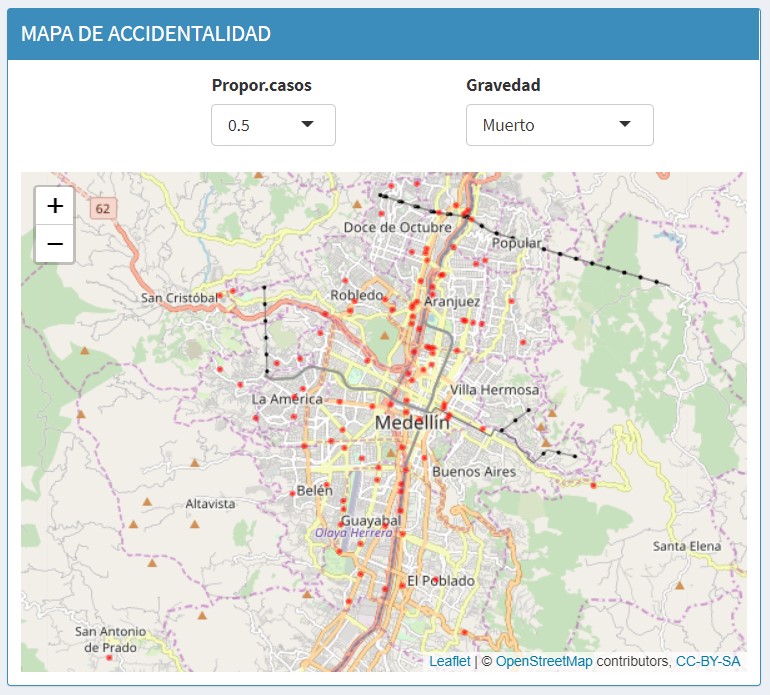 MAPA DE ACCIDENTALIDAD
Propor.casos
Gravedad
0.5
Muerto
+
−
62
Doce de Octubre
Popular
San Cristóbal
Robledo
Aranjuez
Villa Hermosa
La América
Medellín
Buenos Aires
Belén
Altavista
Guayabal
Olaya Herrera
Santa Elena
El Poblado
San Antonio
de Prado
Leaflet | © OpenStreetMap contributors, CC-BY-SA